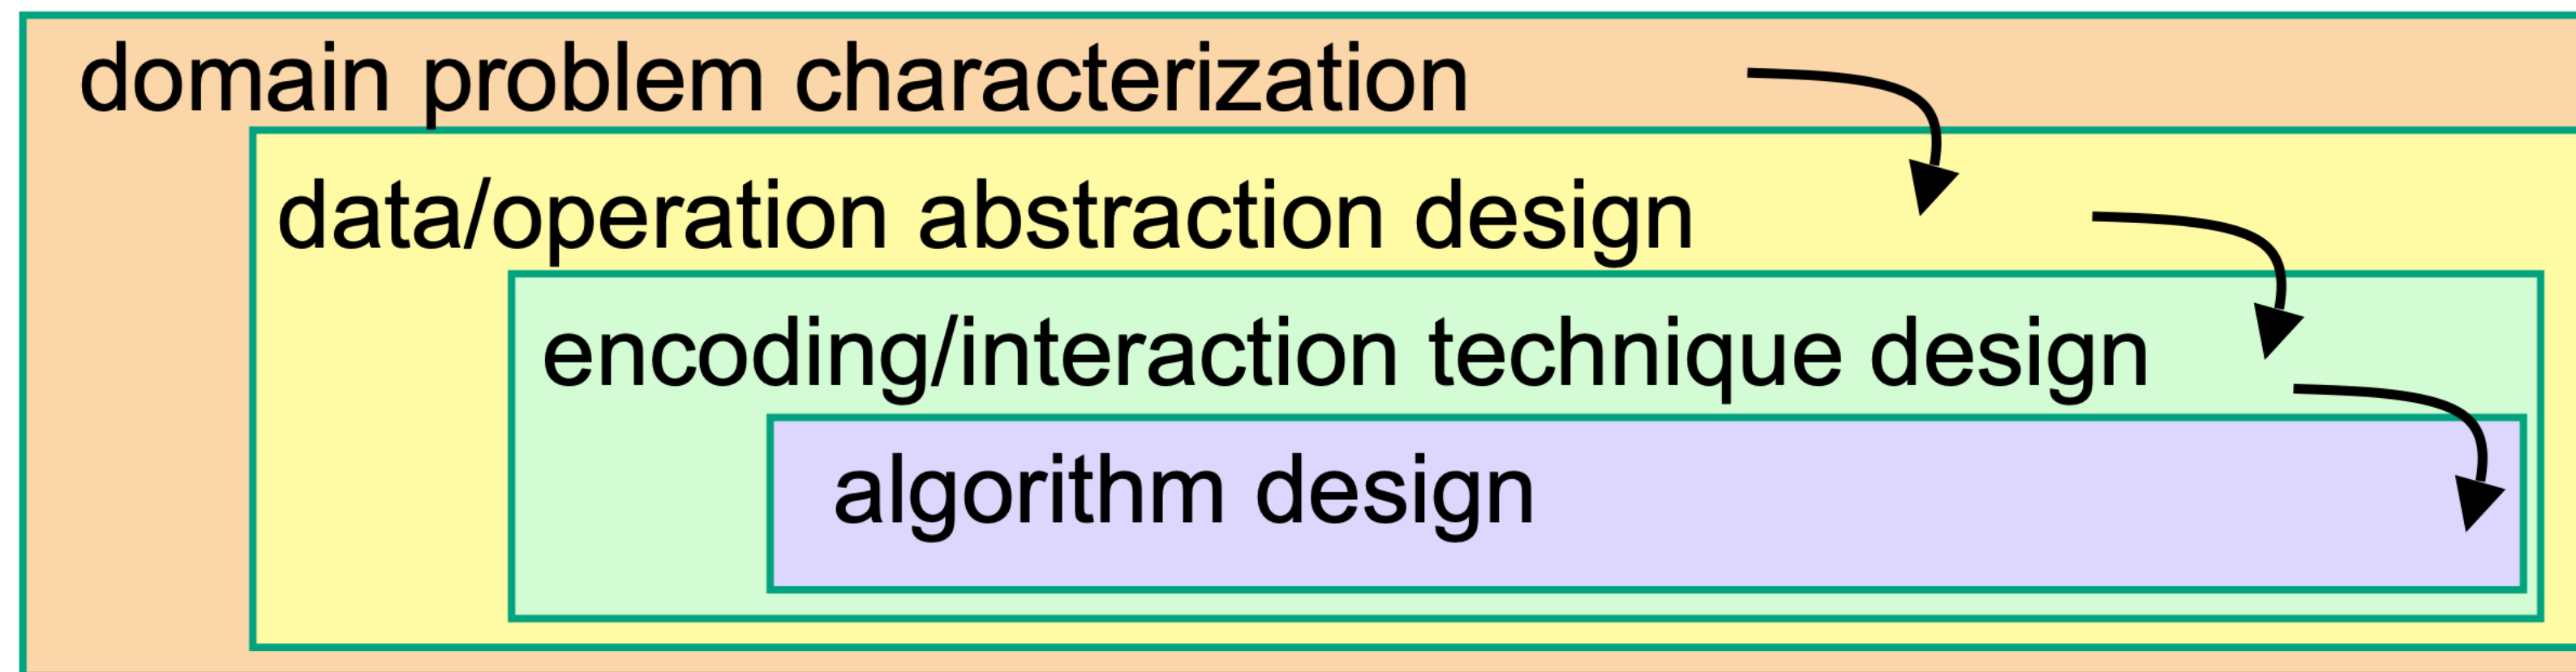 domain problem characterization
data/operation abstraction design
encoding/interaction technique design
algorithm design